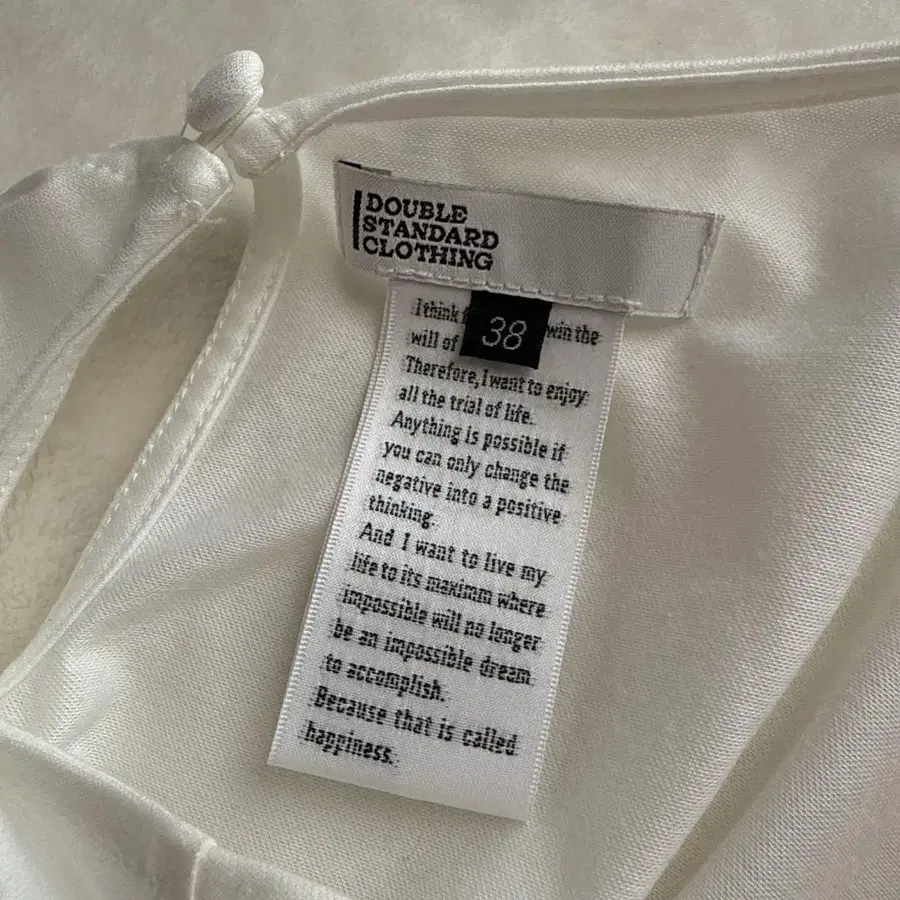 DOUBLE
STANDARD
CLOTHING
38
I think win the
will of
Therefore, I want to enjoy
all the trial of life.
Anything is possible if
you can only change the
negative into a positive
thinking.
And I want to live my
life to its maximm where
impossible will no longer
be an impossible dream
to accomplish.
Because that is called
happiness.